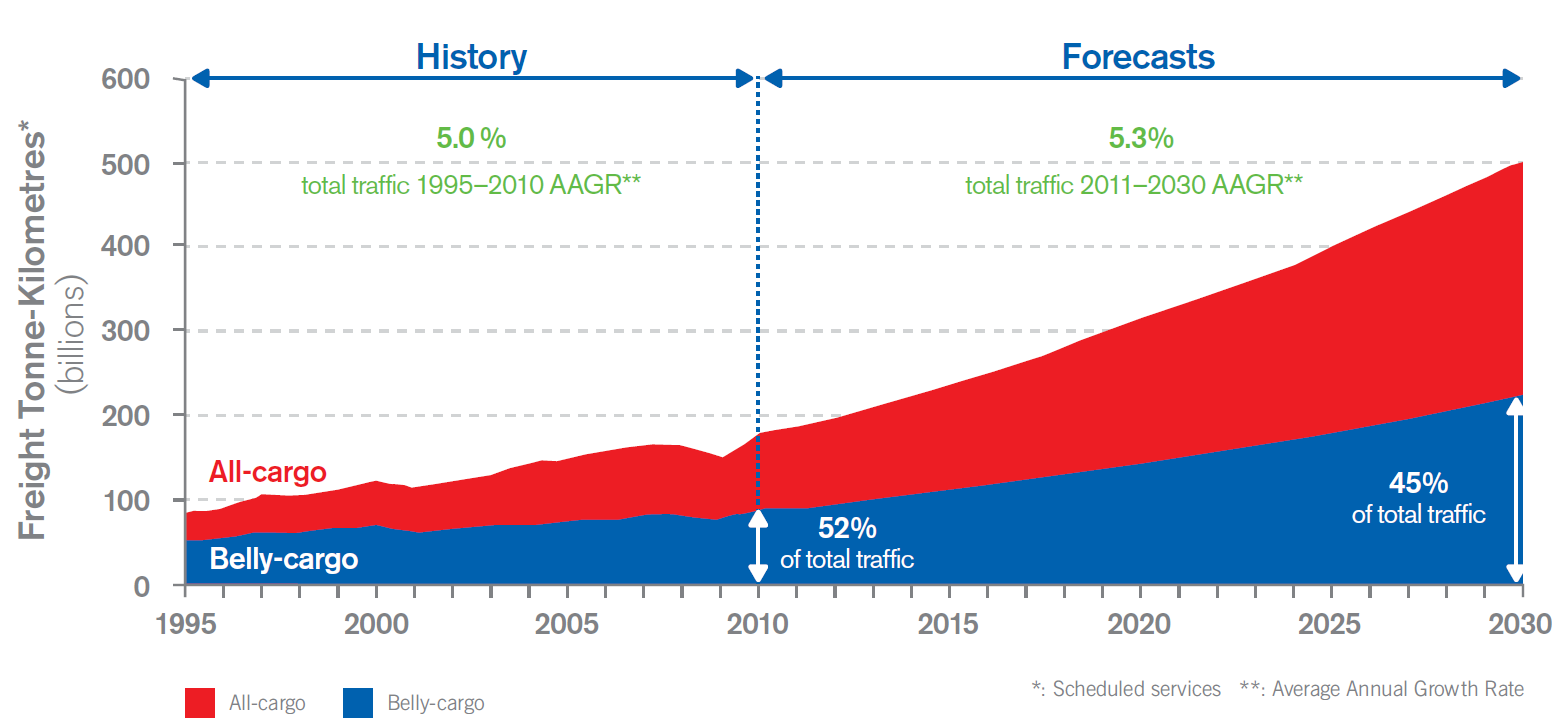 History
Forecasts
600
500
400
300
200
100
0
Freight Tonne-Kilometres*
(billions)
5.0 %
total traffic 1995–2010 AAGR**
5.3%
total traffic 2011–2030 AAGR**
All-cargo
Belly-cargo
52%
of total traffic
45%
of total traffic
1995 2000 2005 2010 2015 2020 2025 2030
All-cargo Belly-cargo
*: Scheduled services **: Average Annual Growth Rate